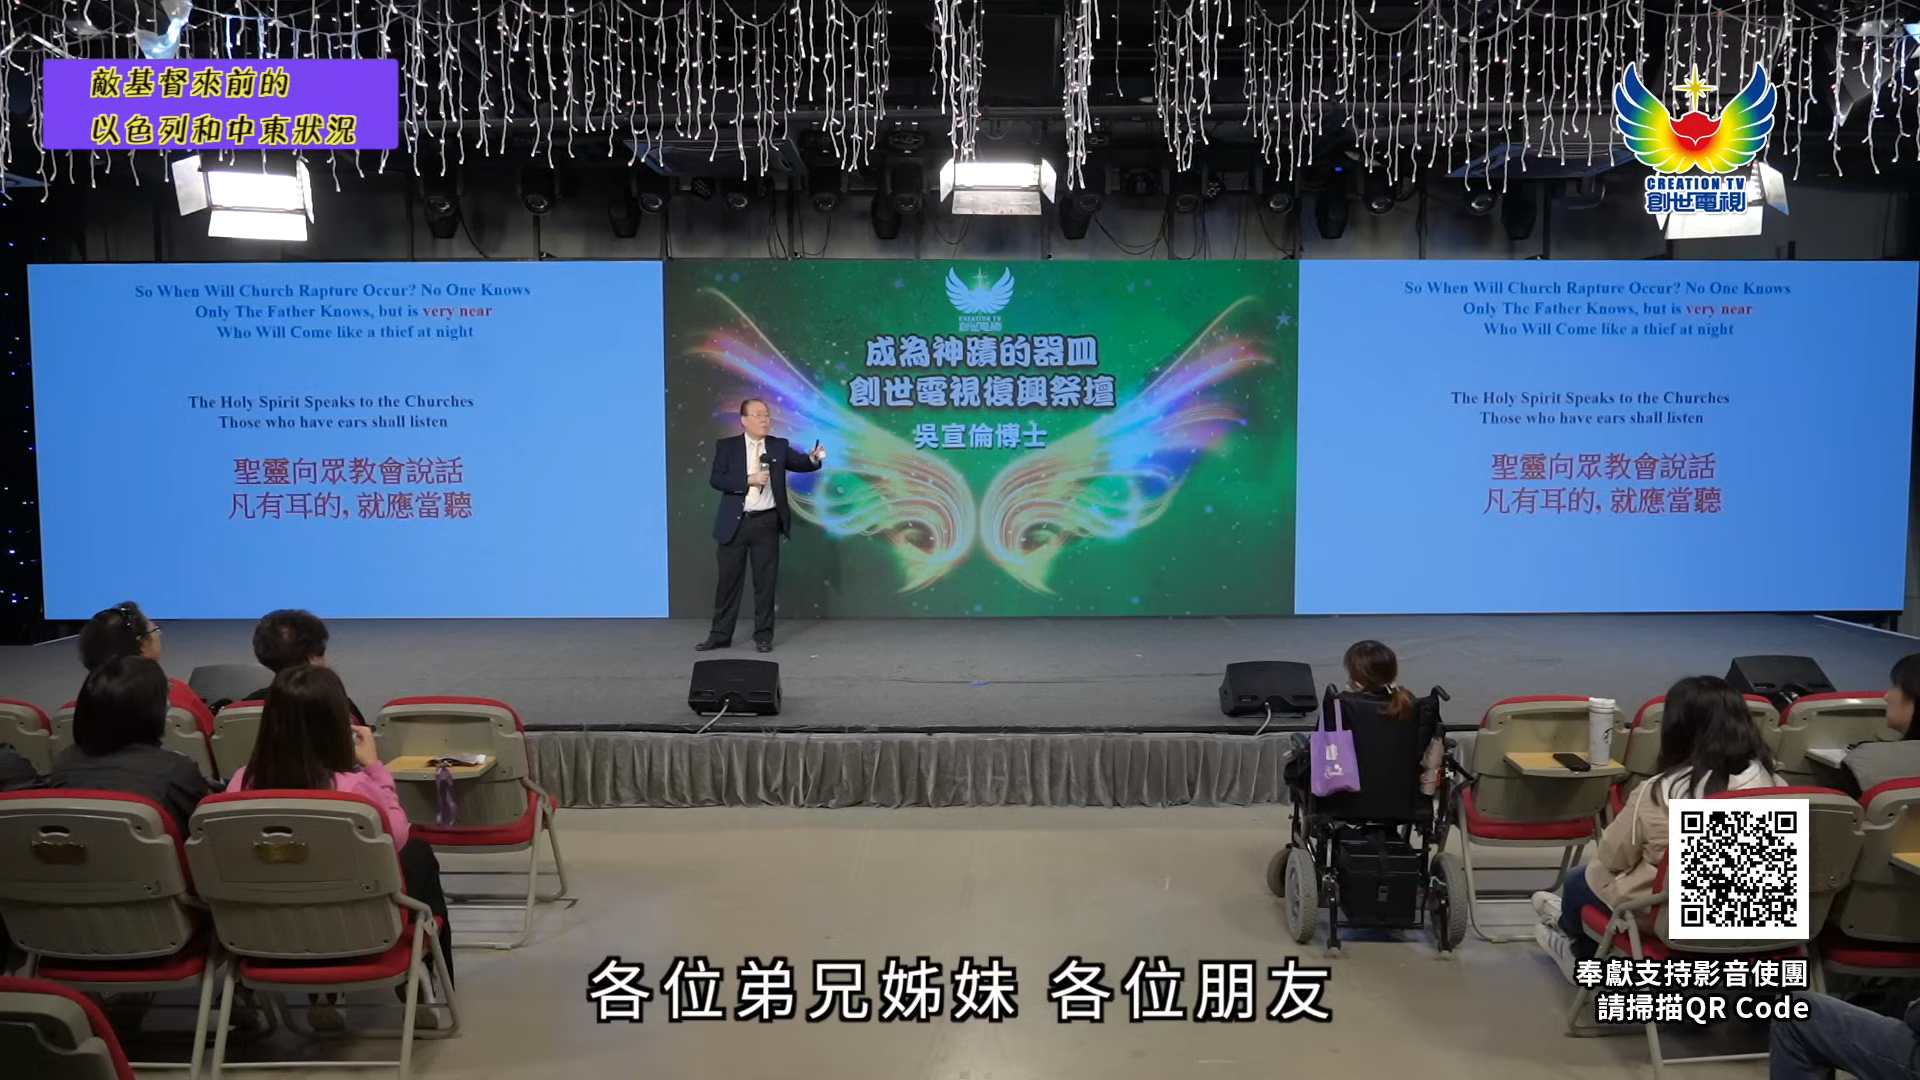 敵基督來前的
以色列和中東狀況
CREATION TV
創世電視
So When Will Church Rapture Occur? No One Knows
Only The Father Knows, but is very near
Who Will Come like a thief at night
The Holy Spirit Speaks to the Churches
Those who have ears shall listen
聖靈向眾教會說話
凡有耳的, 就應當聽
CREATION TV
創世電視
成為神蹟的器皿
創世電視復興祭壇
吳宣倫博士
So When Will Church Rapture Occur? No One Knows
Only The Father Knows, but is very near
Who Will Come like a thief at night
The Holy Spirit Speaks to the Churches
Those who have ears shall listen
聖靈向眾教會說話
凡有耳的, 就應當聽
各位弟兄姊妹 各位朋友
奉獻支持影音使團
請掃描QR Code